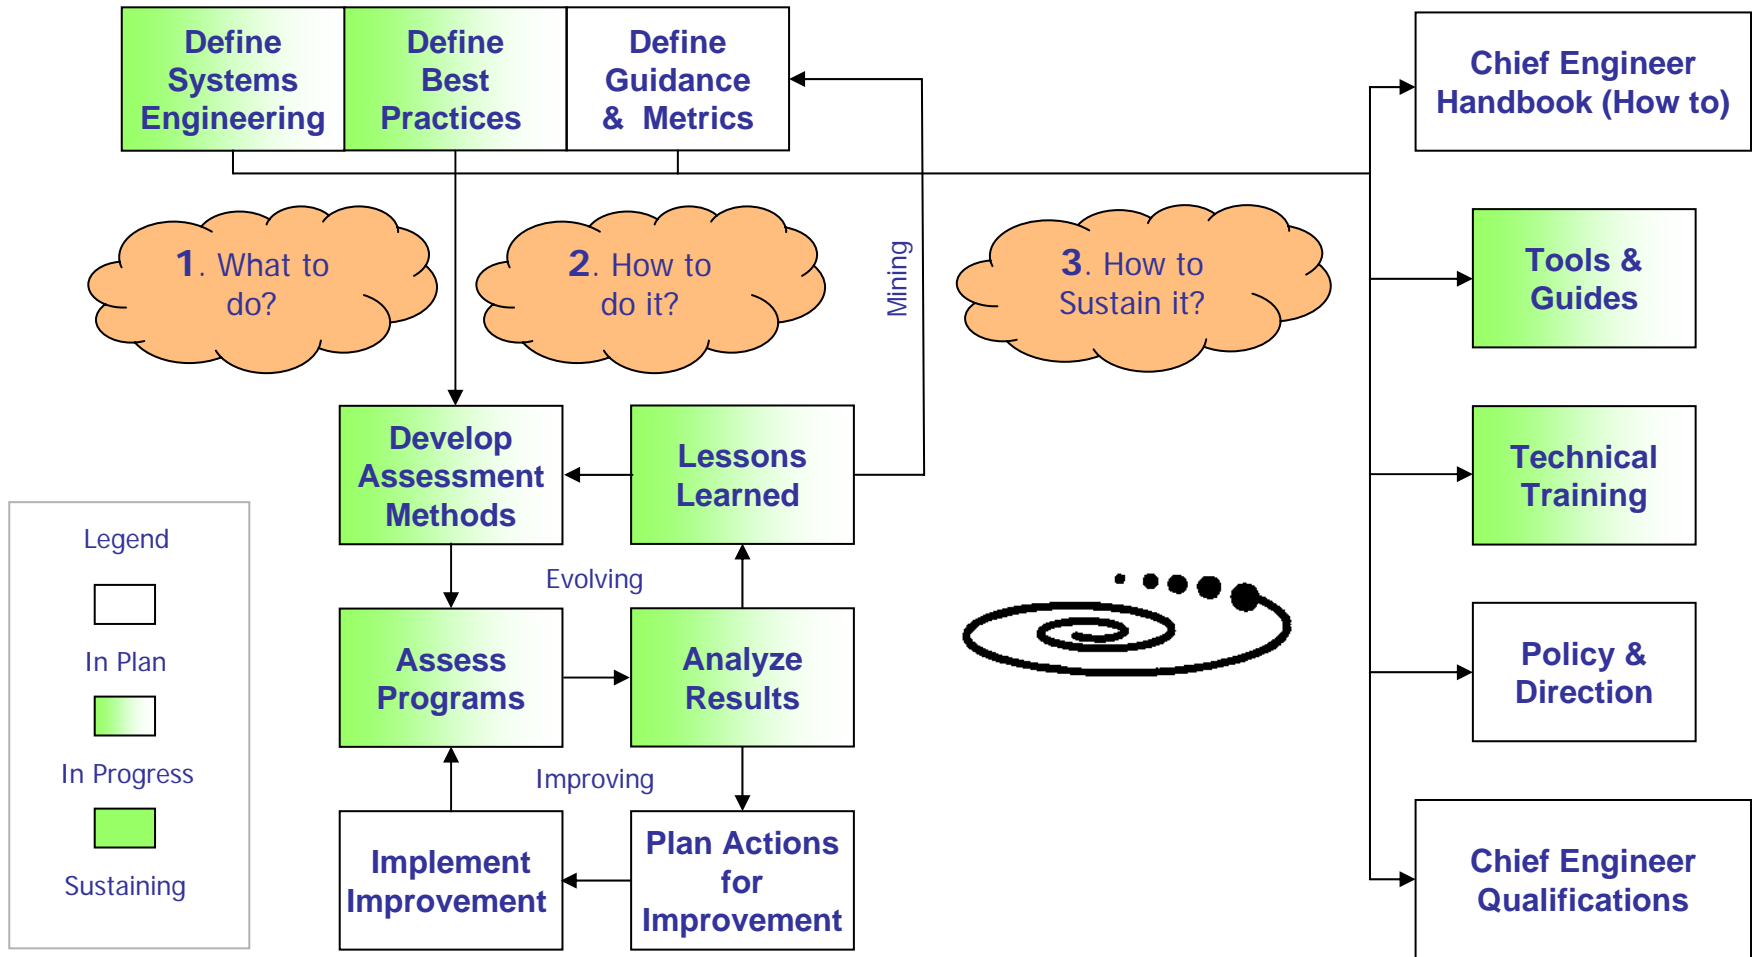 Define
Systems
Engineering
Define
Best
Practices
Define
Guidance
& Metrics
Chief Engineer
Handbook (How to)
1. What to
do?
2. How to
do it?
Mining
3. How to
Sustain it?
Tools &
Guides
Develop
Assessment
Methods
Lessons
Learned
Technical
Training
Legend
In Plan
In Progress
Sustaining
Evolving
Assess
Programs
Analyze
Results
Policy &
Direction
Improving
Implement
Improvement
Plan Actions
for
Improvement
Chief Engineer
Qualifications